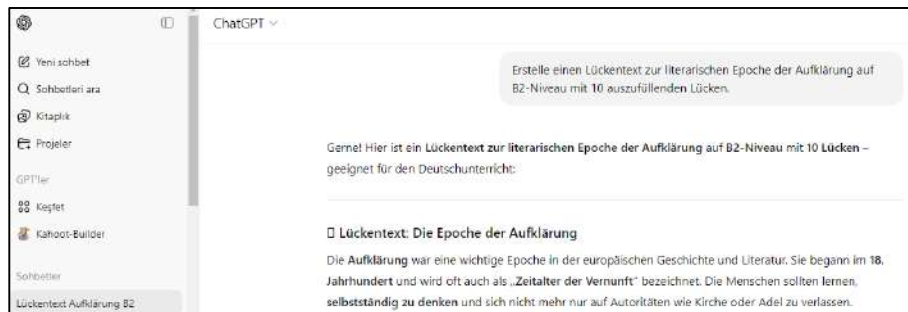 ChatGPT
Yeni sohbet
Sohbetleri ara
Kitaplık
Projeler
GPT'ler
Keşfet
Kahoot-Builder
Sohbetler
Lückentext Aufklärung B2
Erstelle einen Lückentext zur literarischen Epoche der Aufklärung auf
B2-Niveau mit 10 auszufüllenden Lücken.
Gerne! Hier ist ein Lückentext zur literarischen Epoche der Aufklärung auf B2-Niveau mit 10 Lücken –
geeignet für den Deutschunterricht:
Lückentext: Die Epoche der Aufklärung
Die Aufklärung war eine wichtige Epoche in der europäischen Geschichte und Literatur. Sie begann im 18.
Jahrhundert und wird oft auch als „Zeitalter der Vernunft“ bezeichnet. Die Menschen sollten lernen,
selbstständig zu denken und sich nicht mehr nur auf Autoritäten wie Kirche oder Adel zu verlassen.